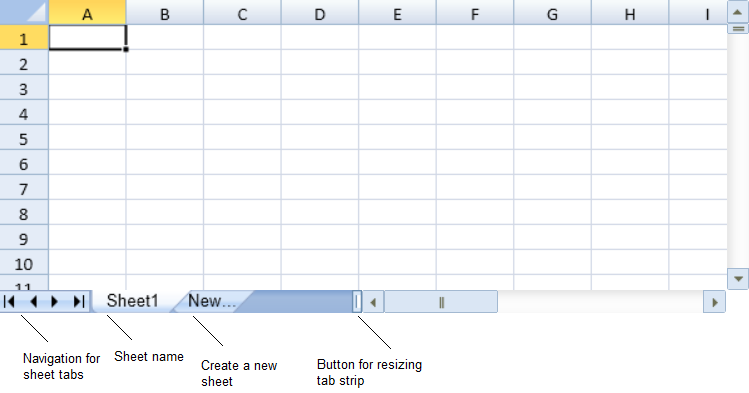 A B C D E F G H I
1
2
3
4
5
6
7
8
9
10
11
Sheet1 New...
Navigation for
sheet tabs
Sheet name
Create a new
sheet
Button for resizing
tab strip